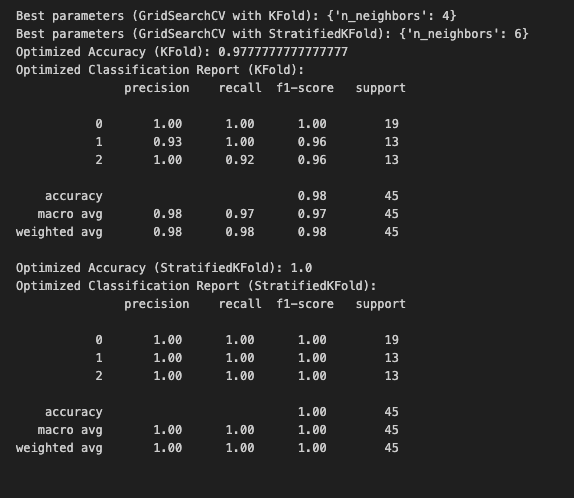 Best parameters (GridSearchCV with KFold): {'n_neighbors': 4}
Best parameters (GridSearchCV with StratifiedKFold): {'n_neighbors': 6}
Optimized Accuracy (KFold): 0.9777777777777777
Optimized Classification Report (KFold):
              precision    recall  f1-score   support

           0       1.00      1.00      1.00        19
           1       0.93      1.00      0.96        13
           2       1.00      0.92      0.96        13

    accuracy                           0.98        45
   macro avg       0.98      0.97      0.97        45
weighted avg       0.98      0.98      0.98        45

Optimized Accuracy (StratifiedKFold): 1.0
Optimized Classification Report (StratifiedKFold):
              precision    recall  f1-score   support

           0       1.00      1.00      1.00        19
           1       1.00      1.00      1.00        13
           2       1.00      1.00      1.00        13

    accuracy                           1.00        45
   macro avg       1.00      1.00      1.00        45
weighted avg       1.00      1.00      1.00        45